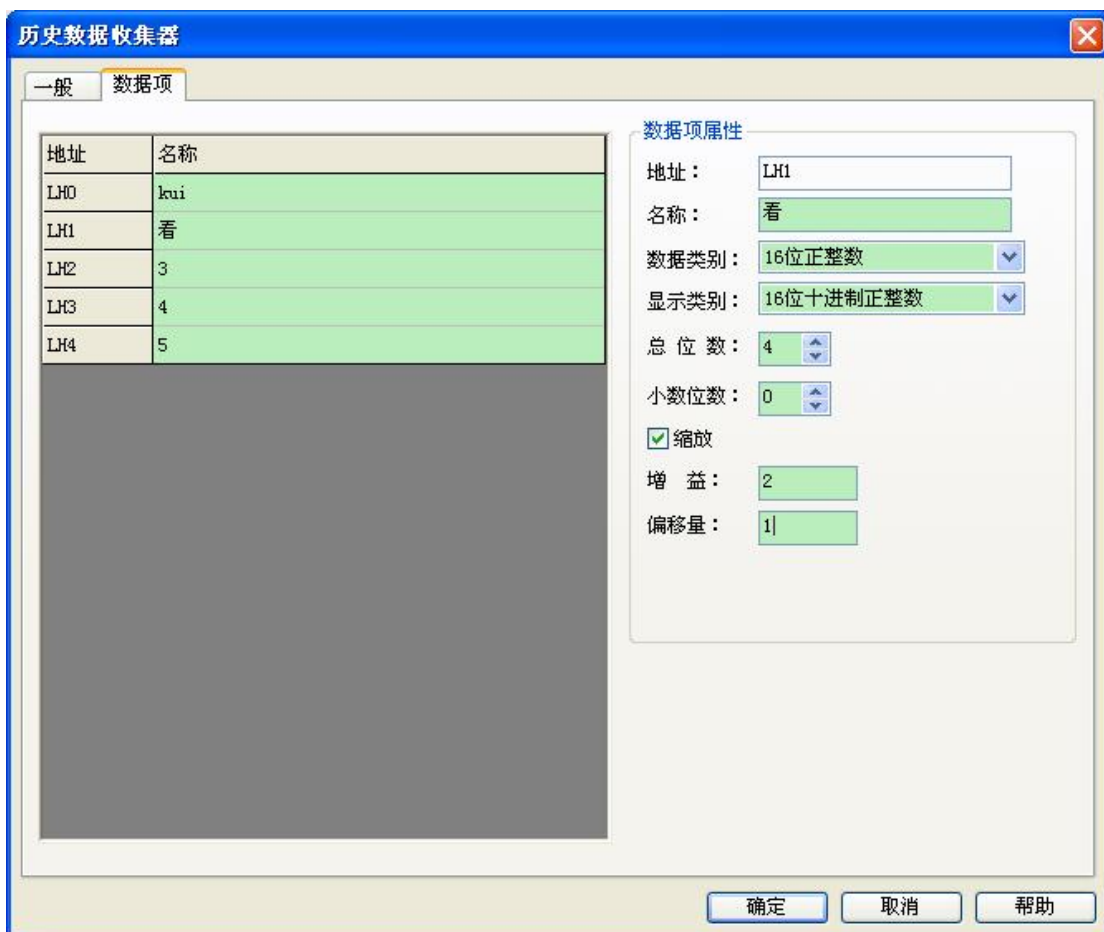 历史数据收集器
一般 数据项
地址 名称
LH0 kui
LH1 看
LH2 3
LH3 4
LH4 5
数据项属性
地址： LH1
名称： 看
数据类别： 16位正整数
显示类别： 16位十进制正整数
总 位 数： 4
小数位数： 0
缩放
增 益： 2
偏移量： 1
确定 取消 帮助